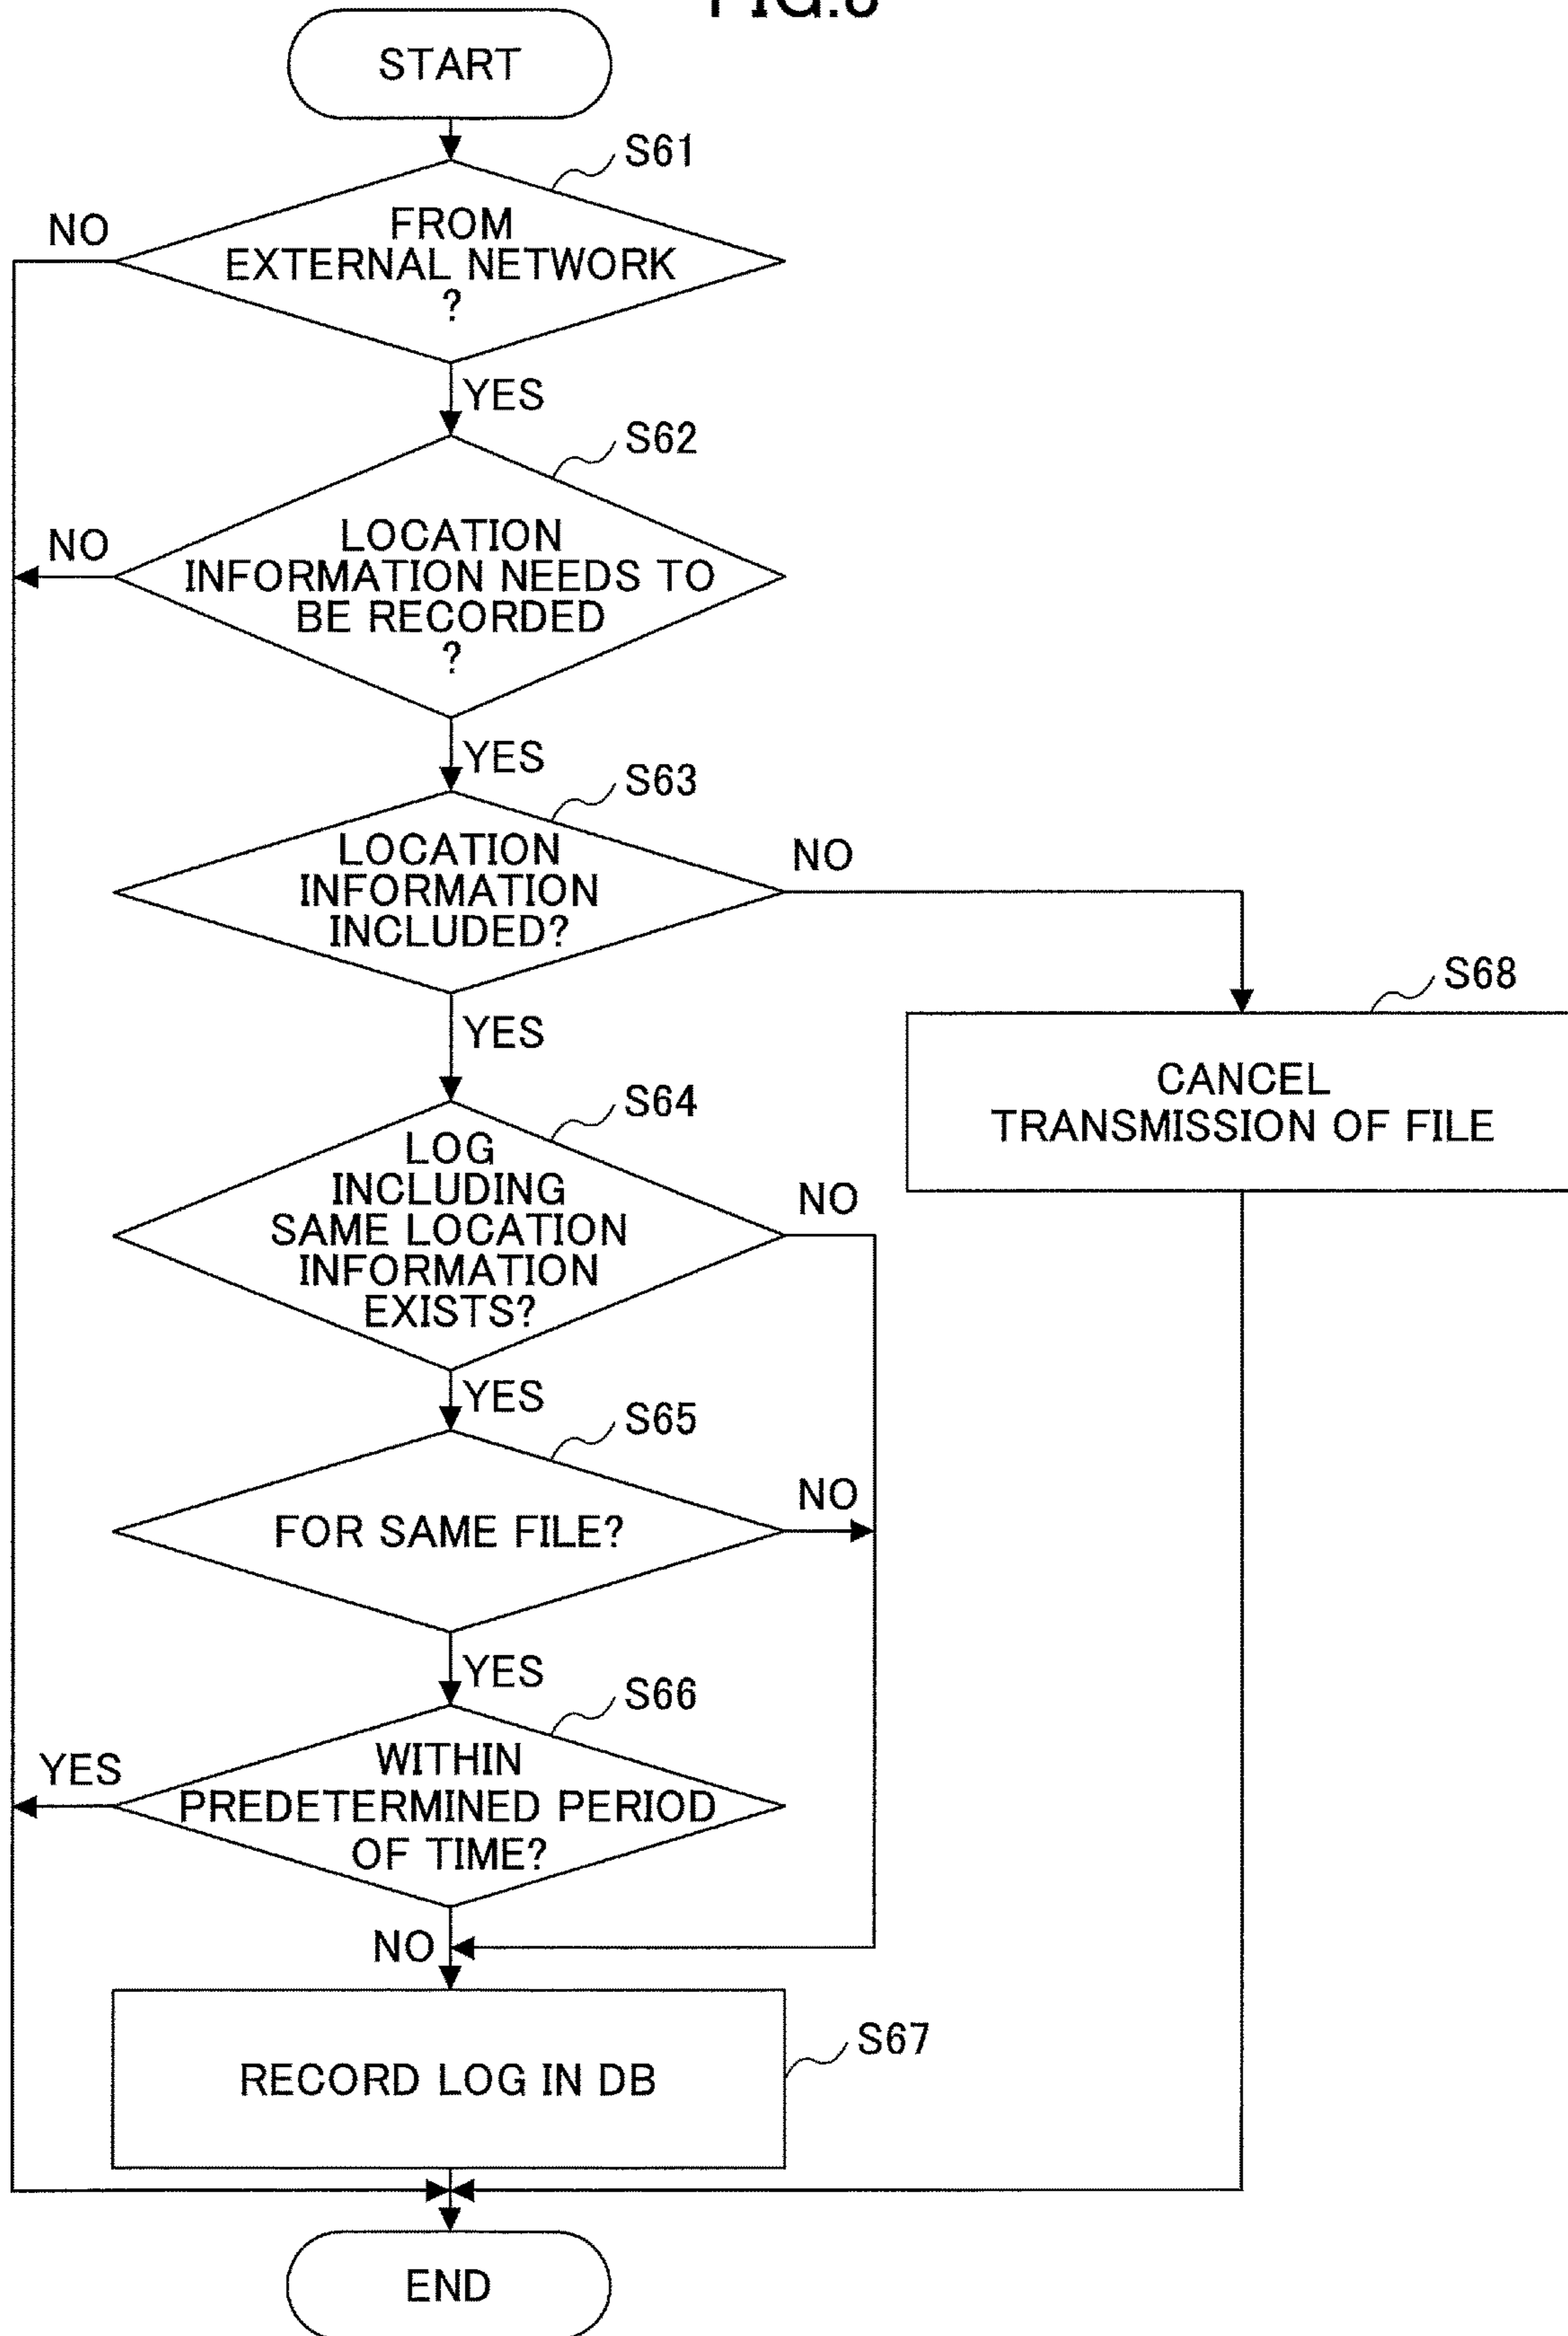 START
S61
NO
FROM
EXTERNAL NETWORK
?
YES
S62
NO
LOCATION
INFORMATION NEEDS TO
BE RECORDED
?
YES
S63
LOCATION
INFORMATION
INCLUDED?
NO
YES
S68
CANCEL
TRANSMISSION OF FILE
S64
LOG
INCLUDING
SAME LOCATION
INFORMATION
EXISTS?
NO
YES
S65
FOR SAME FILE?
NO
YES
S66
YES
WITHIN
PREDETERMINED PERIOD
OF TIME?
NO
RECORD LOG IN DB
S67
END